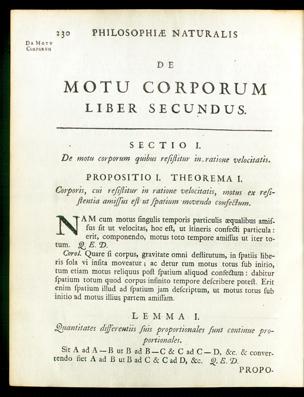 230 PHILOSOPHIÆ NATURALIS
DE MOTU
CORPORUM
DE
MOTU CORPORUM
LIBER SECUNDUS.
SECTIO I.
De motu corporum quibus reſiſtitur in ratione velocitatis.
PROPOSITIO I. THEOREMA I.
Corporis, cui reſiſtitur in ratione velocitatis, motus ex reſi-
ſtentia amiſſus eſt ut ſpatium movendo confectum.
NAM cum motus ſingulis temporis particulis æqualibus amiſ-
ſus ſit ut velocitas, hoc eſt, ut itineris confecti particula:
erit, componendo, motus toto tempore amiſſus ut iter to-
tum. Q. E. D.
Corol. Quare ſi corpus, gravitate omni deſtitutum, in ſpatiis libe-
ris ſola vi inſita moveatur; ac detur cum motus totus ſub initio,
tum etiam motus reliquus poſt ſpatium aliquod confectum: dabitur
ſpatium totum quod corpus infinito tempore deſcribere poteſt. Erit
enim ſpatium illud ad ſpatium jam deſcriptum, ut motus totus ſub
initio ad motus illius partem amiſſam.
LEMMA I.
Quantitates differentiis ſuis proportionales ſunt continue pro-
portionales.
Sit A ad A—B ut B ad B—C & C ad C—D, &c. & conver-
tendo fiet A ad B ut B ad C & C ad D, &c. Q. E. D.
PROPO-